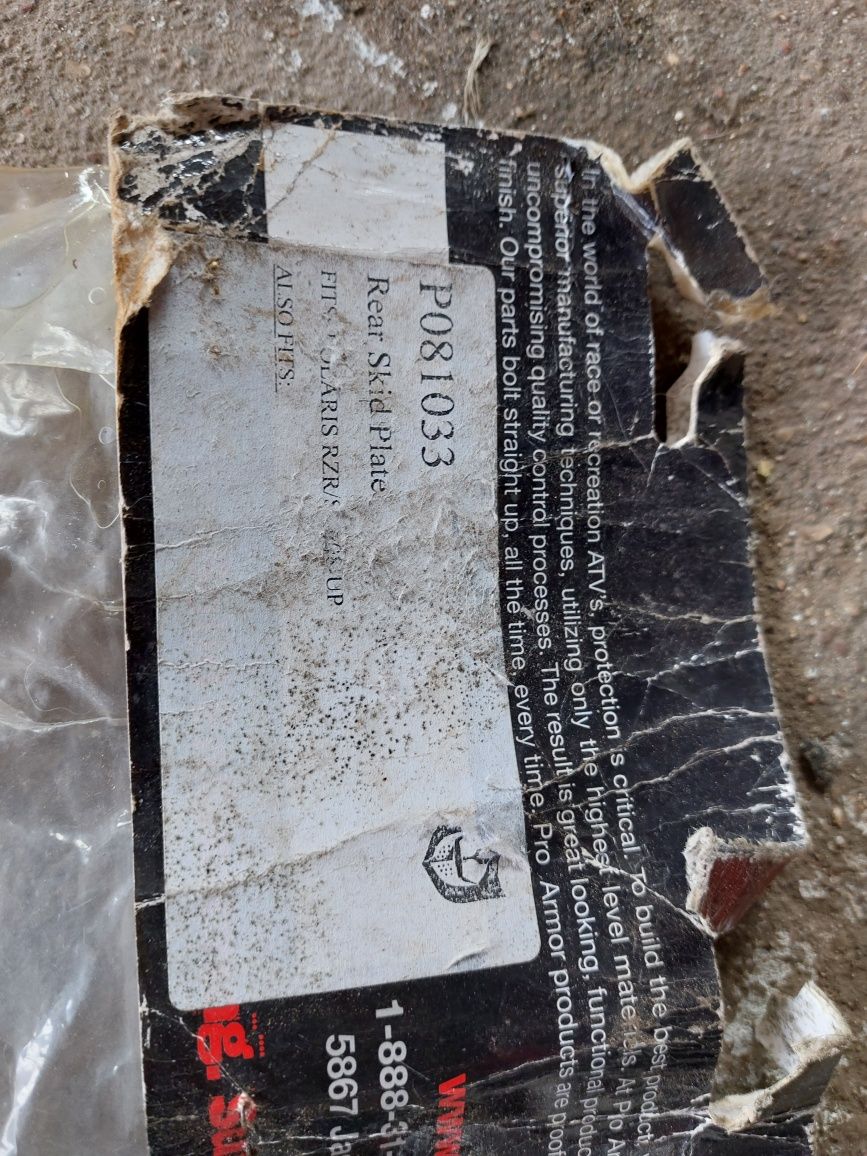 In the world of race or recreation ATV's, protection is critical. To build the best product
superior manufacturing techniques, utilizing only the highest level materials. At Pro
uncompromising quality control processes. The result is great looking, functional
finish. Our parts bolt straight up, all the time, every time. Pro Armor products are
P081033
Rear Skid Plate
FITS POLARIS RZR/S
ALSO FITS:
1-888-
5867